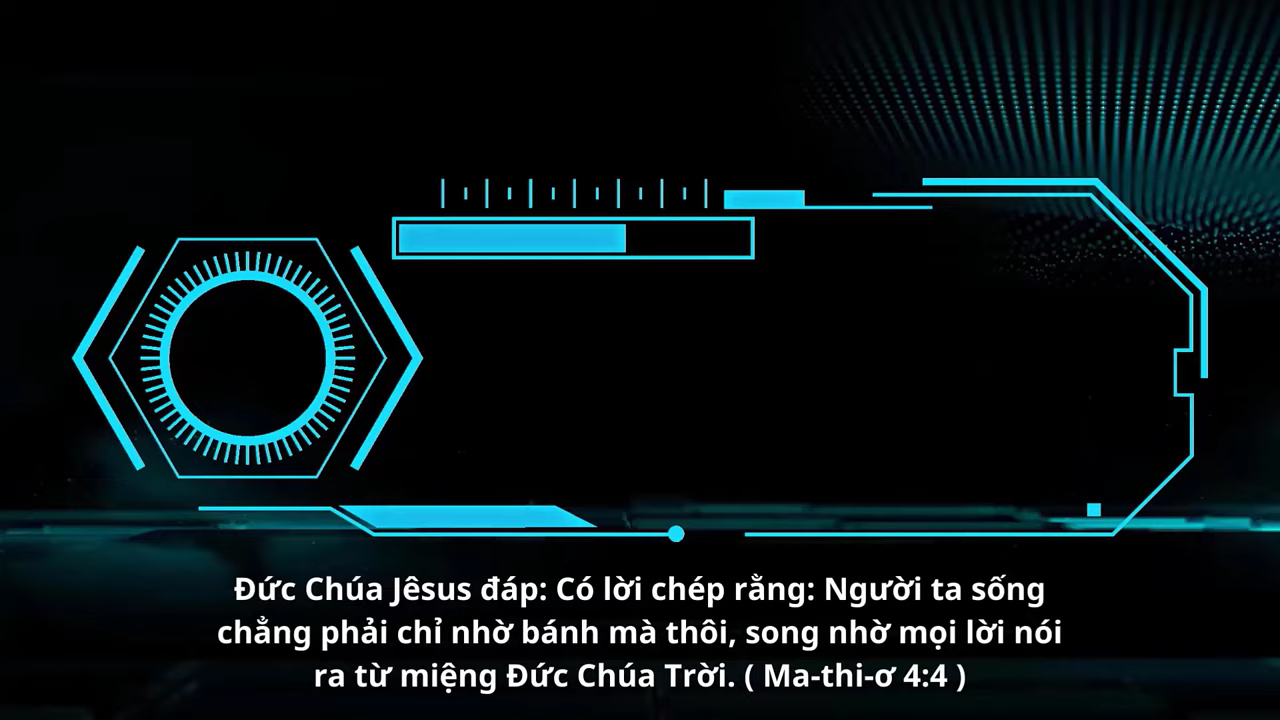 Đức Chúa Jêsus đáp: Có lời chép rằng: Người ta sống
chẳng phải chỉ nhờ bánh mà thôi, song nhờ mọi lời nói
ra từ miệng Đức Chúa Trời. ( Ma-thi-ơ 4:4 )